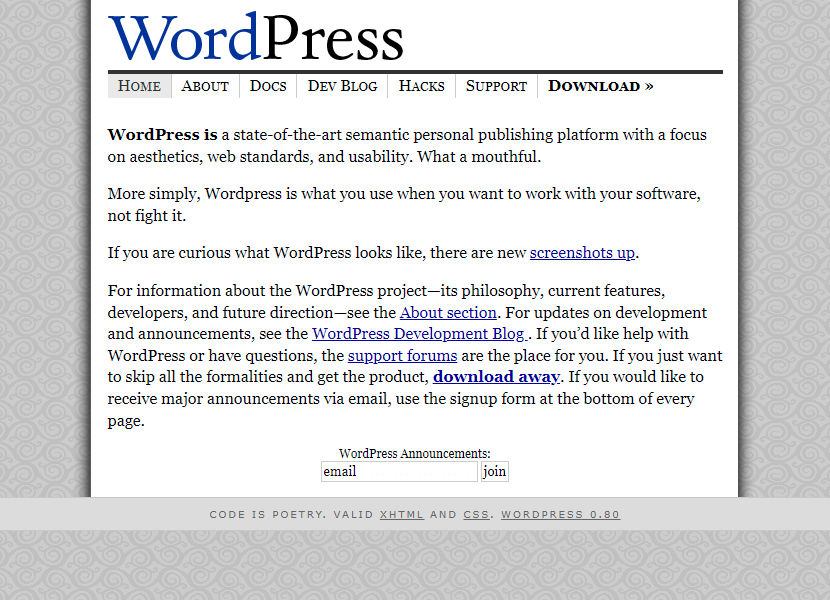 WordPress
Home About Docs Dev Blog Hacks Support Download »
WordPress is a state-of-the-art semantic personal publishing platform with a focus
on aesthetics, web standards, and usability. What a mouthful.
More simply, Wordpress is what you use when you want to work with your software,
not fight it.
If you are curious what WordPress looks like, there are new screenshots up.
For information about the WordPress project—its philosophy, current features,
developers, and future direction—see the About section. For updates on development
and announcements, see the WordPress Development Blog . If you’d like help with
WordPress or have questions, the support forums are the place for you. If you just want
to skip all the formalities and get the product, download away. If you would like to
receive major announcements via email, use the signup form at the bottom of every
page.
WordPress Announcements:
email join
CODE IS POETRY. VALID XHTML AND CSS. WORDPRESS 0.80